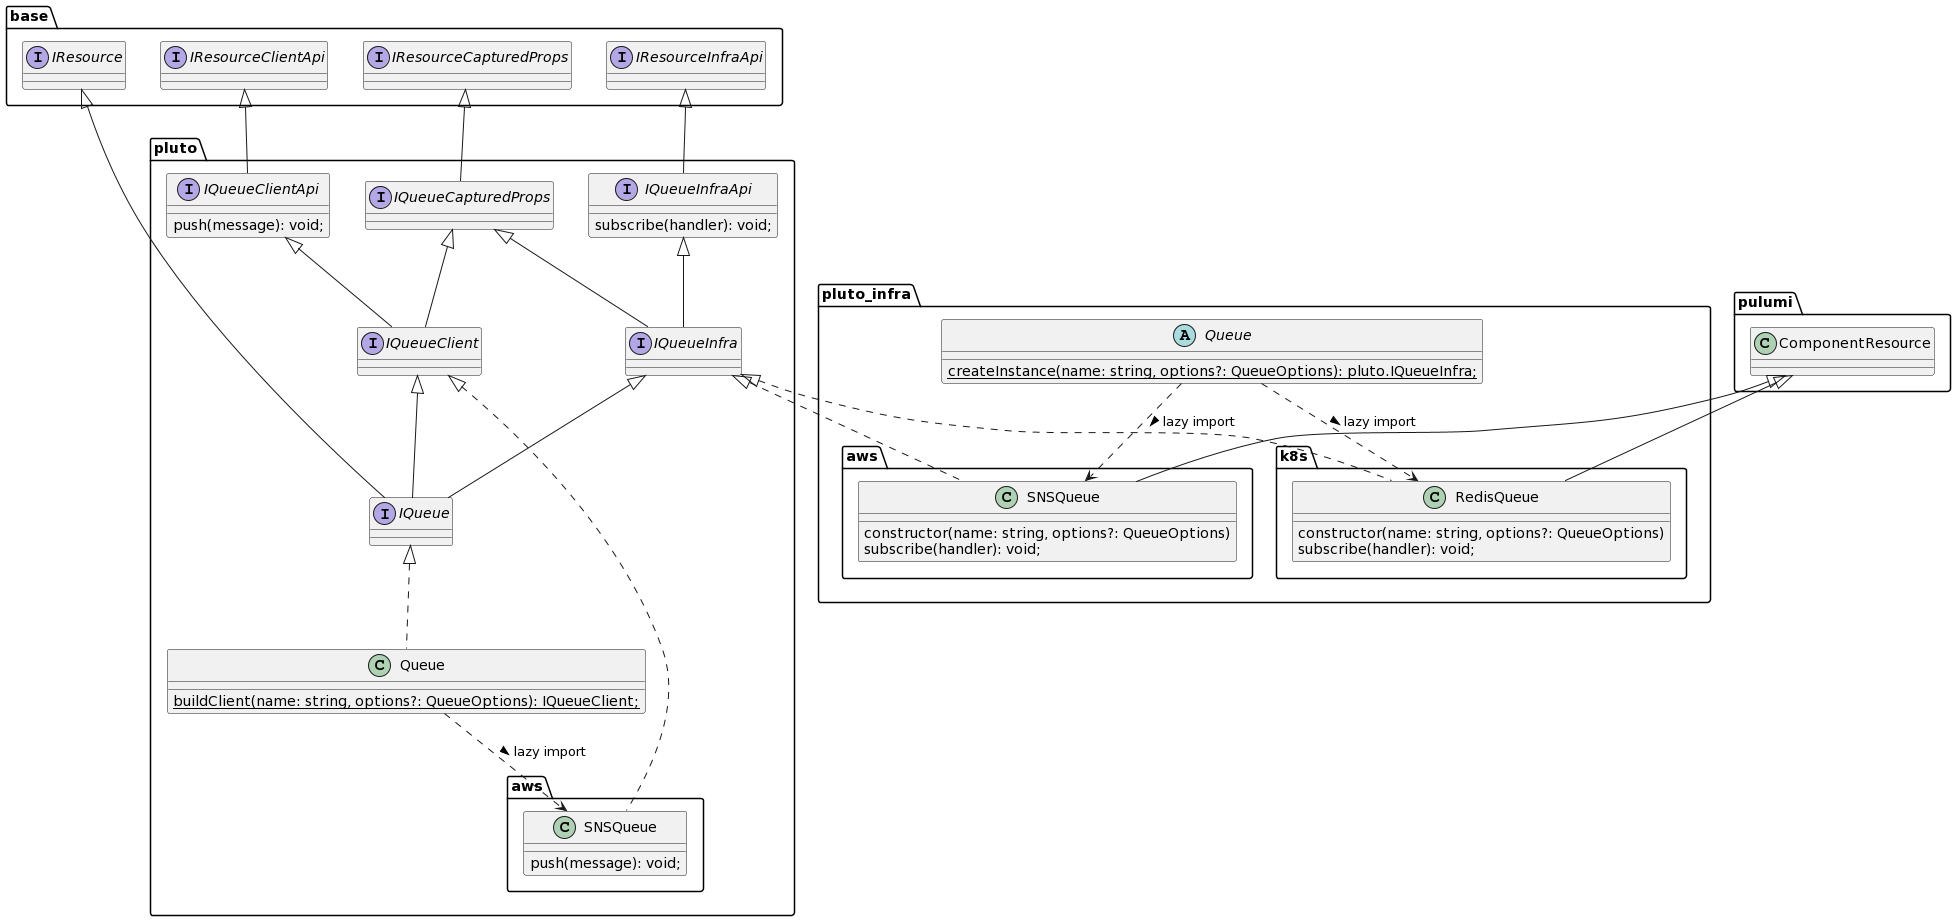 base
I IResource
I IResourceClientApi
I IResourceCapturedProps
I IResourceInfraApi
pluto
I IQueueClientApi
push(message): void;
I IQueueCapturedProps
I IQueueInfraApi
subscribe(handler): void;
I IQueueClient
I IQueueInfra
I IQueue
C Queue
buildClient(name: string, options?: QueueOptions): IQueueClient;
lazy import
aws
C SNSQueue
push(message): void;
pluto_infra
A Queue
createInstance(name: string, options?: QueueOptions): pluto.IQueueInfra;
lazy import
lazy import
aws
C SNSQueue
constructor(name: string, options?: QueueOptions)
subscribe(handler): void;
k8s
C RedisQueue
constructor(name: string, options?: QueueOptions)
subscribe(handler): void;
pulumi
C ComponentResource